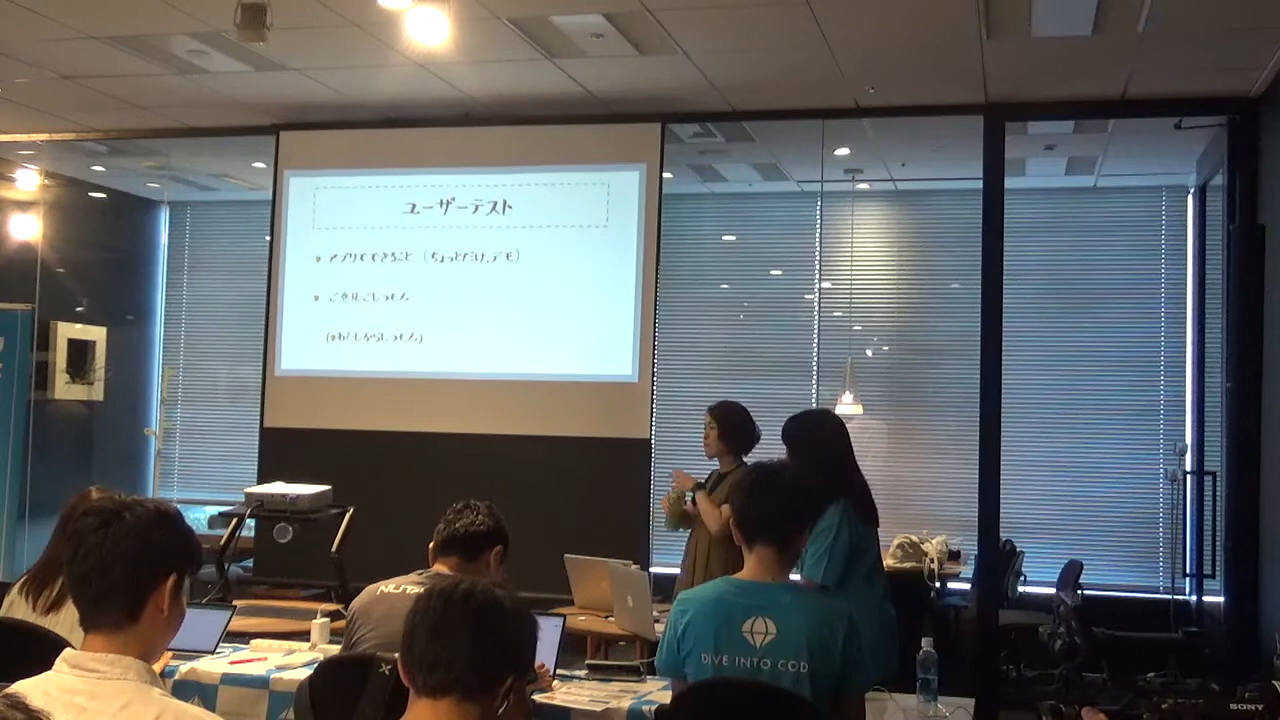 ユーザーテスト
アプリでできること (ちょっとだけ、デモ)
ご意見ごしつもん
(@わたしからしつもん)
NUTA
DIVE INTO COD
SONY